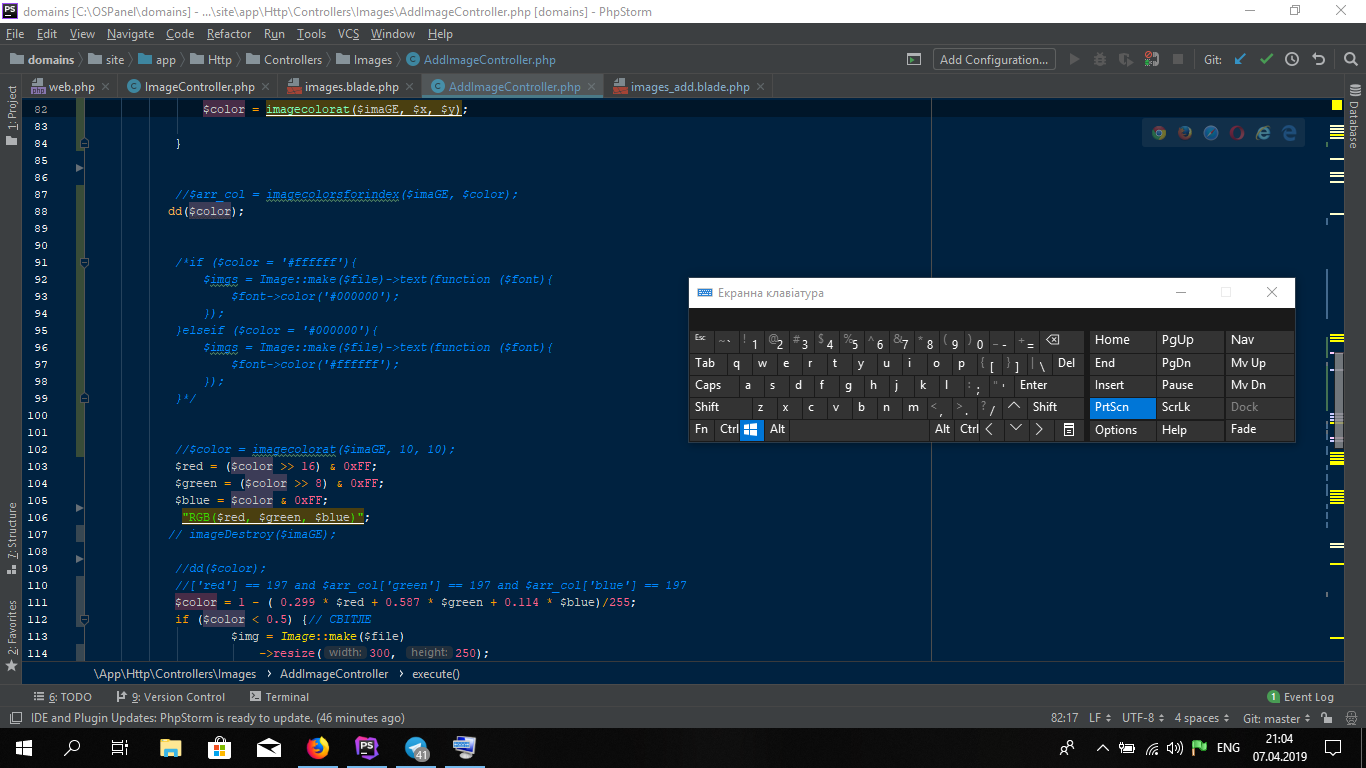 domains [C:\OSPanel\domains] - ...\site\app\Http\Controllers\Images\AddImageController.php [domains] - PhpStorm
File Edit View Navigate Code Refactor Run Tools VCS Window Help
domains site app Http Controllers Images AddImageController.php Add Configuration... Git:
web.php ImageController.php images.blade.php AddImageController.php images_add.blade.php
1: Project
Database
82 $color = imagecolorat($imaGE, $x, $y);
83
84 }
85
86
87 //$arr_col = imagecolorsforindex($imaGE, $color);
88 dd($color);
89
90
91 /*if ($color = '#ffffff'){
92 $imgs = Image::make($file)->text(function ($font){
93 $font->color('#000000');
94 });
95 }elseif ($color = '#000000'){
96 $imgs = Image::make($file)->text(function ($font){
97 $font->color('#ffffff');
98 });
99 }*/
100
101
102 //$color = imagecolorat($imaGE, 10, 10);
103 $red = ($color >> 16) & 0xFF;
104 $green = ($color >> 8) & 0xFF;
105 $blue = $color & 0xFF;
106 "RGB($red, $green, $blue)";
107 // imageDestroy($imaGE);
108
109 //dd($color);
110 //['red'] == 197 and $arr_col['green'] == 197 and $arr_col['blue'] == 197
111 $color = 1 - ( 0.299 * $red + 0.587 * $green + 0.114 * $blue)/255;
112 if ($color < 0.5) {// СВІТЛЕ
113 $img = Image::make($file)
114 ->resize( width: 300, height: 250);
7: Structure
2: Favorites
Екранна клавіатура
Esc ~ ` ! 1 @ 2 # 3 $ 4 % 5 ^ 6 & 7 * 8 ( 9 ) 0 _ - + = Home PgUp Nav
Tab q w e r t y u i o p { [ } ] | \ Del End PgDn Mv Up
Caps a s d f g h j k l : ; " ' Enter Insert Pause Mv Dn
Shift z x c v b n m < , > . ? / Shift PrtScn ScrLk Dock
Fn Ctrl Alt Alt Ctrl Options Help Fade
\App\Http\Controllers\Images › AddImageController › execute()
6: TODO 9: Version Control Terminal 1 Event Log
IDE and Plugin Updates: PhpStorm is ready to update. (46 minutes ago) 82:17 LF UTF-8 4 spaces Git: master
PS 41 ENG 21:04
07.04.2019